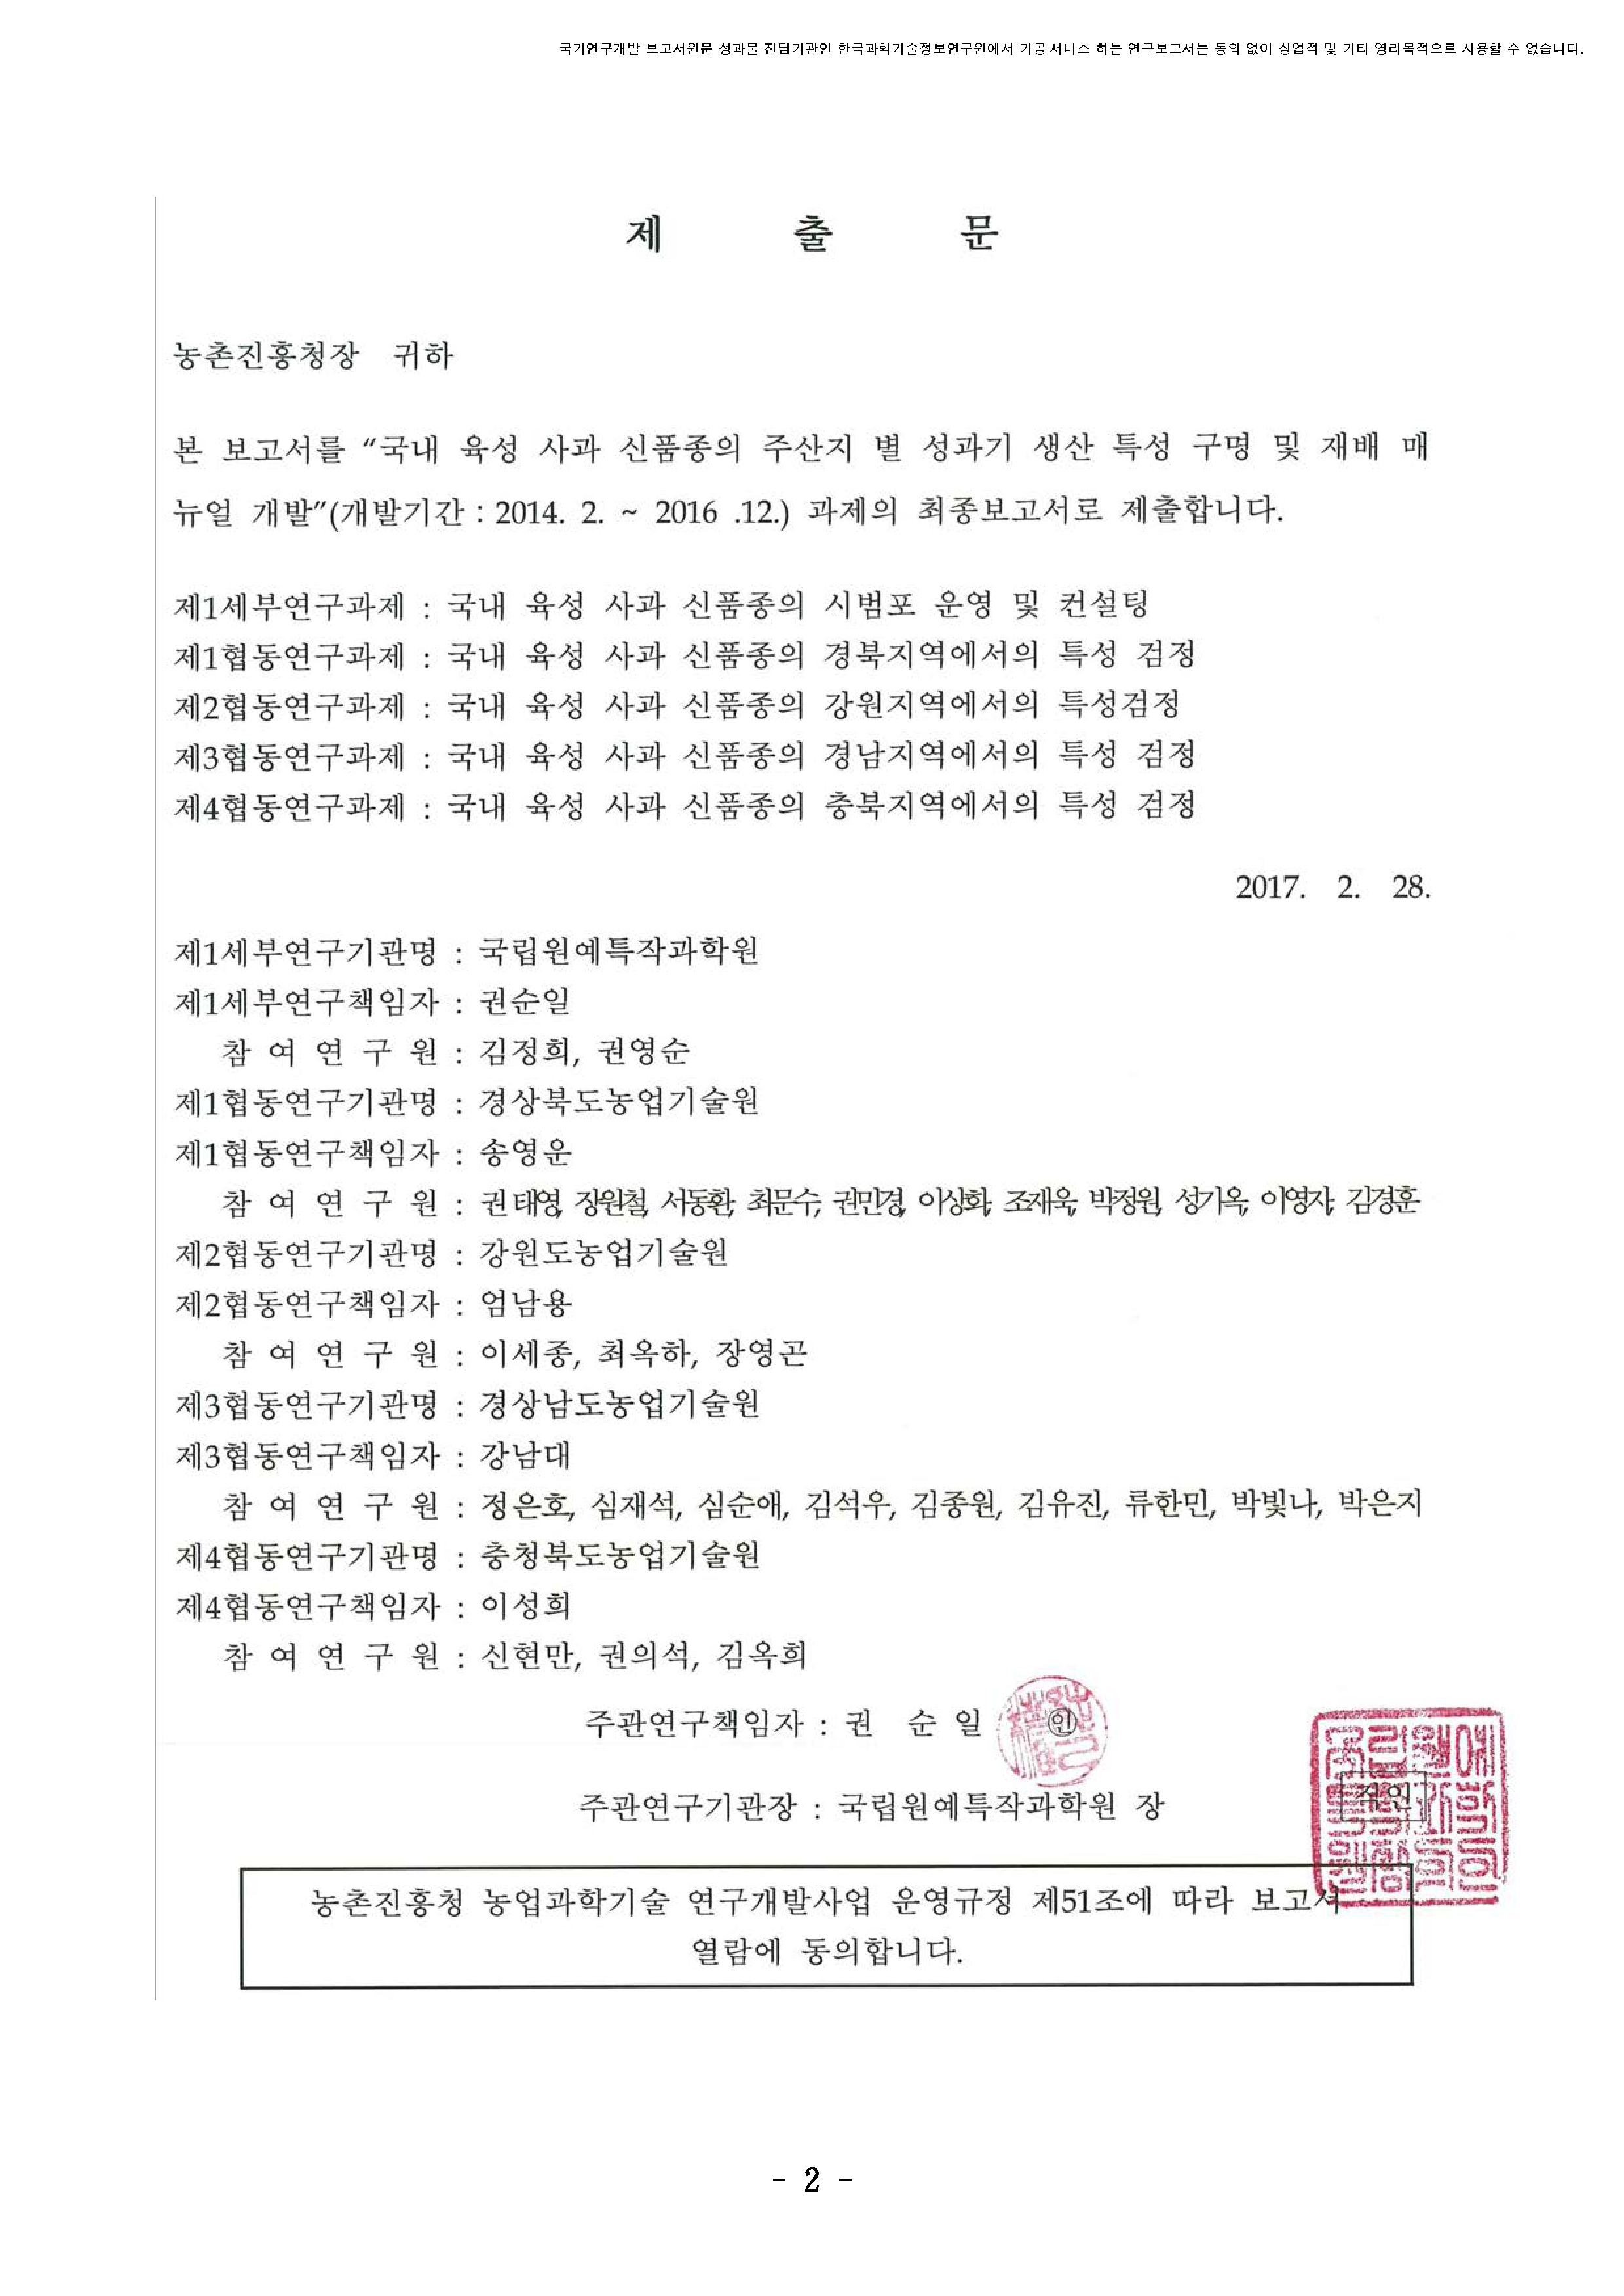 국가연구개발 보고서원문 성과물 전담기관인 한국과학기술정보연구원에서 가공·서비스 하는 연구보고서는 동의 없이 상업적 및 기타 영리목적으로 사용할 수 없습니다.
제 출 문
농촌진흥청장 귀하
본 보고서를 “국내 육성 사과 신품종의 주산지 별 성과기 생산 특성 구명 및 재배 매
뉴얼 개발”(개발기간 : 2014. 2. ~ 2016 .12.) 과제의 최종보고서로 제출합니다.
제1세부연구과제 : 국내 육성 사과 신품종의 시범포 운영 및 컨설팅
제1협동연구과제 : 국내 육성 사과 신품종의 경북지역에서의 특성 검정
제2협동연구과제 : 국내 육성 사과 신품종의 강원지역에서의 특성검정
제3협동연구과제 : 국내 육성 사과 신품종의 경남지역에서의 특성 검정
제4협동연구과제 : 국내 육성 사과 신품종의 충북지역에서의 특성 검정
2017. 2. 28.
제1세부연구기관명 : 국립원예특작과학원
제1세부연구책임자 : 권순일
참 여 연 구 원 : 김정희, 권영순
제1협동연구기관명 : 경상북도농업기술원
제1협동연구책임자 : 송영운
참 여 연 구 원 : 권태영, 장원철, 서동환, 최문수, 권민경, 이상화, 조재욱, 박정원, 성기옥, 이영자, 김경훈
제2협동연구기관명 : 강원도농업기술원
제2협동연구책임자 : 엄남용
참 여 연 구 원 : 이세종, 최옥하, 장영곤
제3협동연구기관명 : 경상남도농업기술원
제3협동연구책임자 : 강남대
참 여 연 구 원 : 정은호, 심재석, 심순애, 김석우, 김종원, 김유진, 류한민, 박빛나, 박은지
제4협동연구기관명 : 충청북도농업기술원
제4협동연구책임자 : 이성희
참 여 연 구 원 : 신현만, 권의석, 김옥희
주관연구책임자 : 권 순 일 ㊞
주관연구기관장 : 국립원예특작과학원 장
직인
농촌진흥청 농업과학기술 연구개발사업 운영규정 제51조에 따라 보고서
열람에 동의합니다.
- 2 -